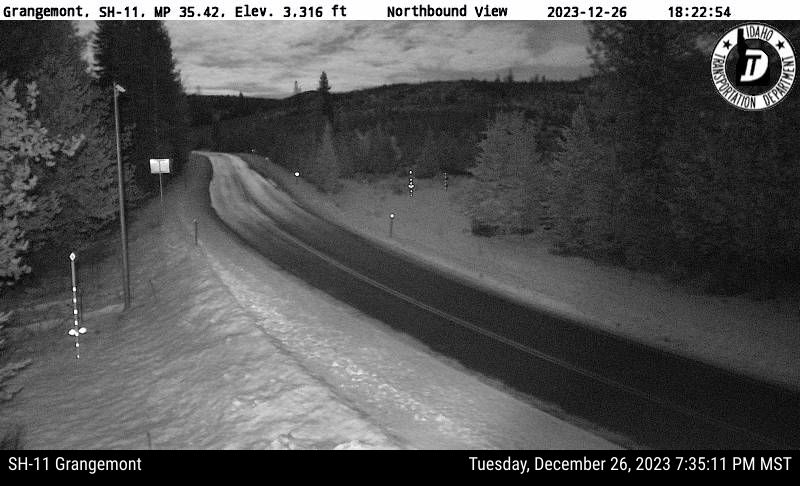 Grangemont, SH-11, MP 35.42, Elev. 3,316 ft Northbound View 2023-12-26 18:22:54
IDAHO
TRANSPORTATION DEPARTMENT
SH-11 Grangemont Tuesday, December 26, 2023 7:35:11 PM MST